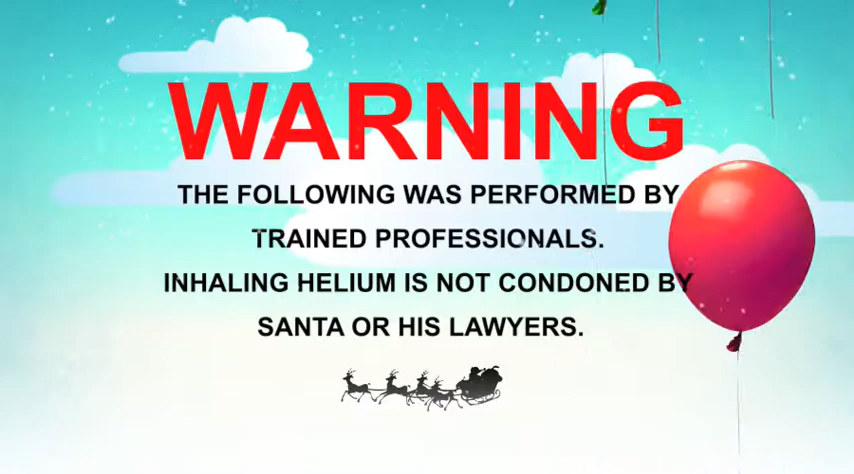 WARNING
THE FOLLOWING WAS PERFORMED BY
TRAINED PROFESSIONALS.
INHALING HELIUM IS NOT CONDONED BY
SANTA OR HIS LAWYERS.